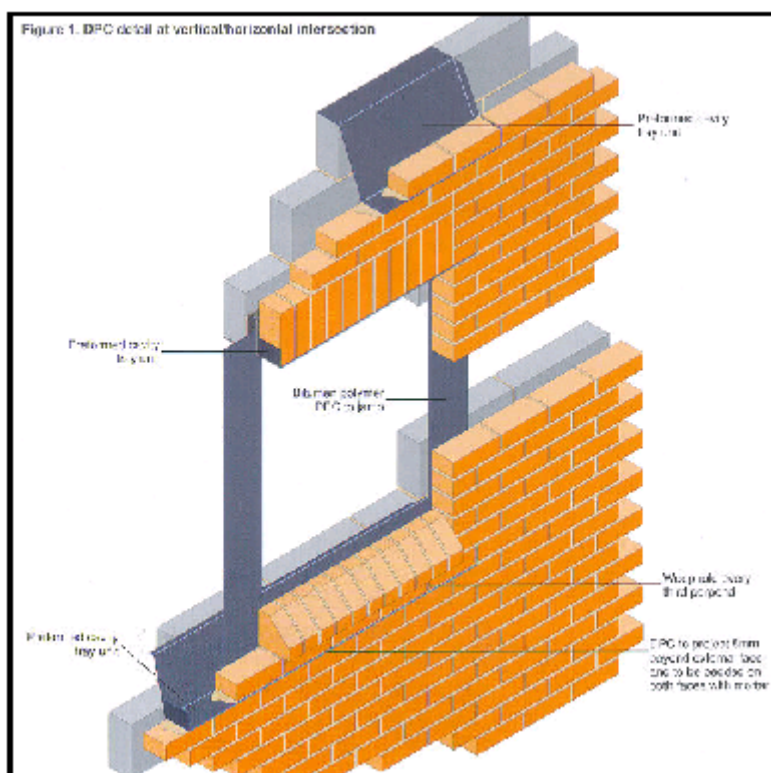 Figure 1. DPC detail at vertical/horizontal intersection
Preformed cavity
tray unit
Preformed cavity
tray unit
Bitumen polymer
DPC to jamb
Weep hole every
third perpend
Preformed cavity
tray unit
DPC to project 5mm
beyond external face
and to be bedded on
both faces with mortar